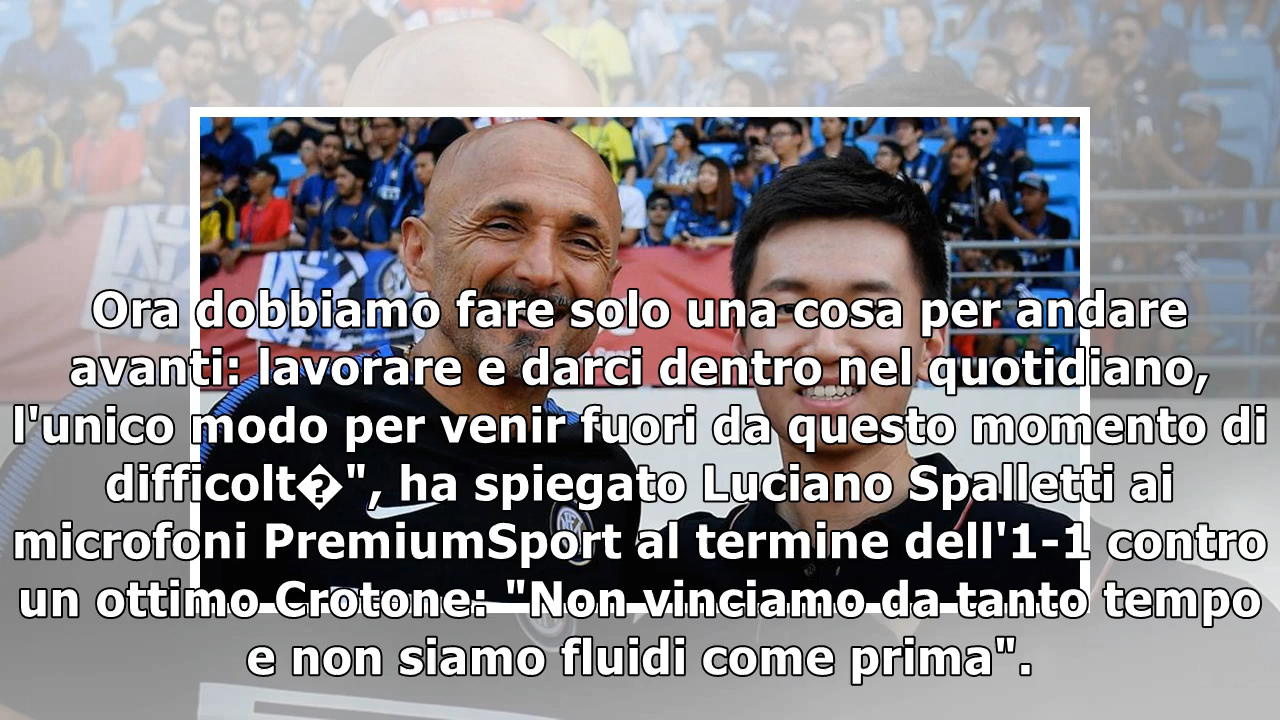 Ora dobbiamo fare solo una cosa per andare
avanti: lavorare e darci dentro nel quotidiano,
l'unico modo per venir fuori da questo momento di
difficolt�", ha spiegato Luciano Spalletti ai
microfoni PremiumSport al termine dell'1-1 contro
un ottimo Crotone: "Non vinciamo da tanto tempo
e non siamo fluidi come prima".